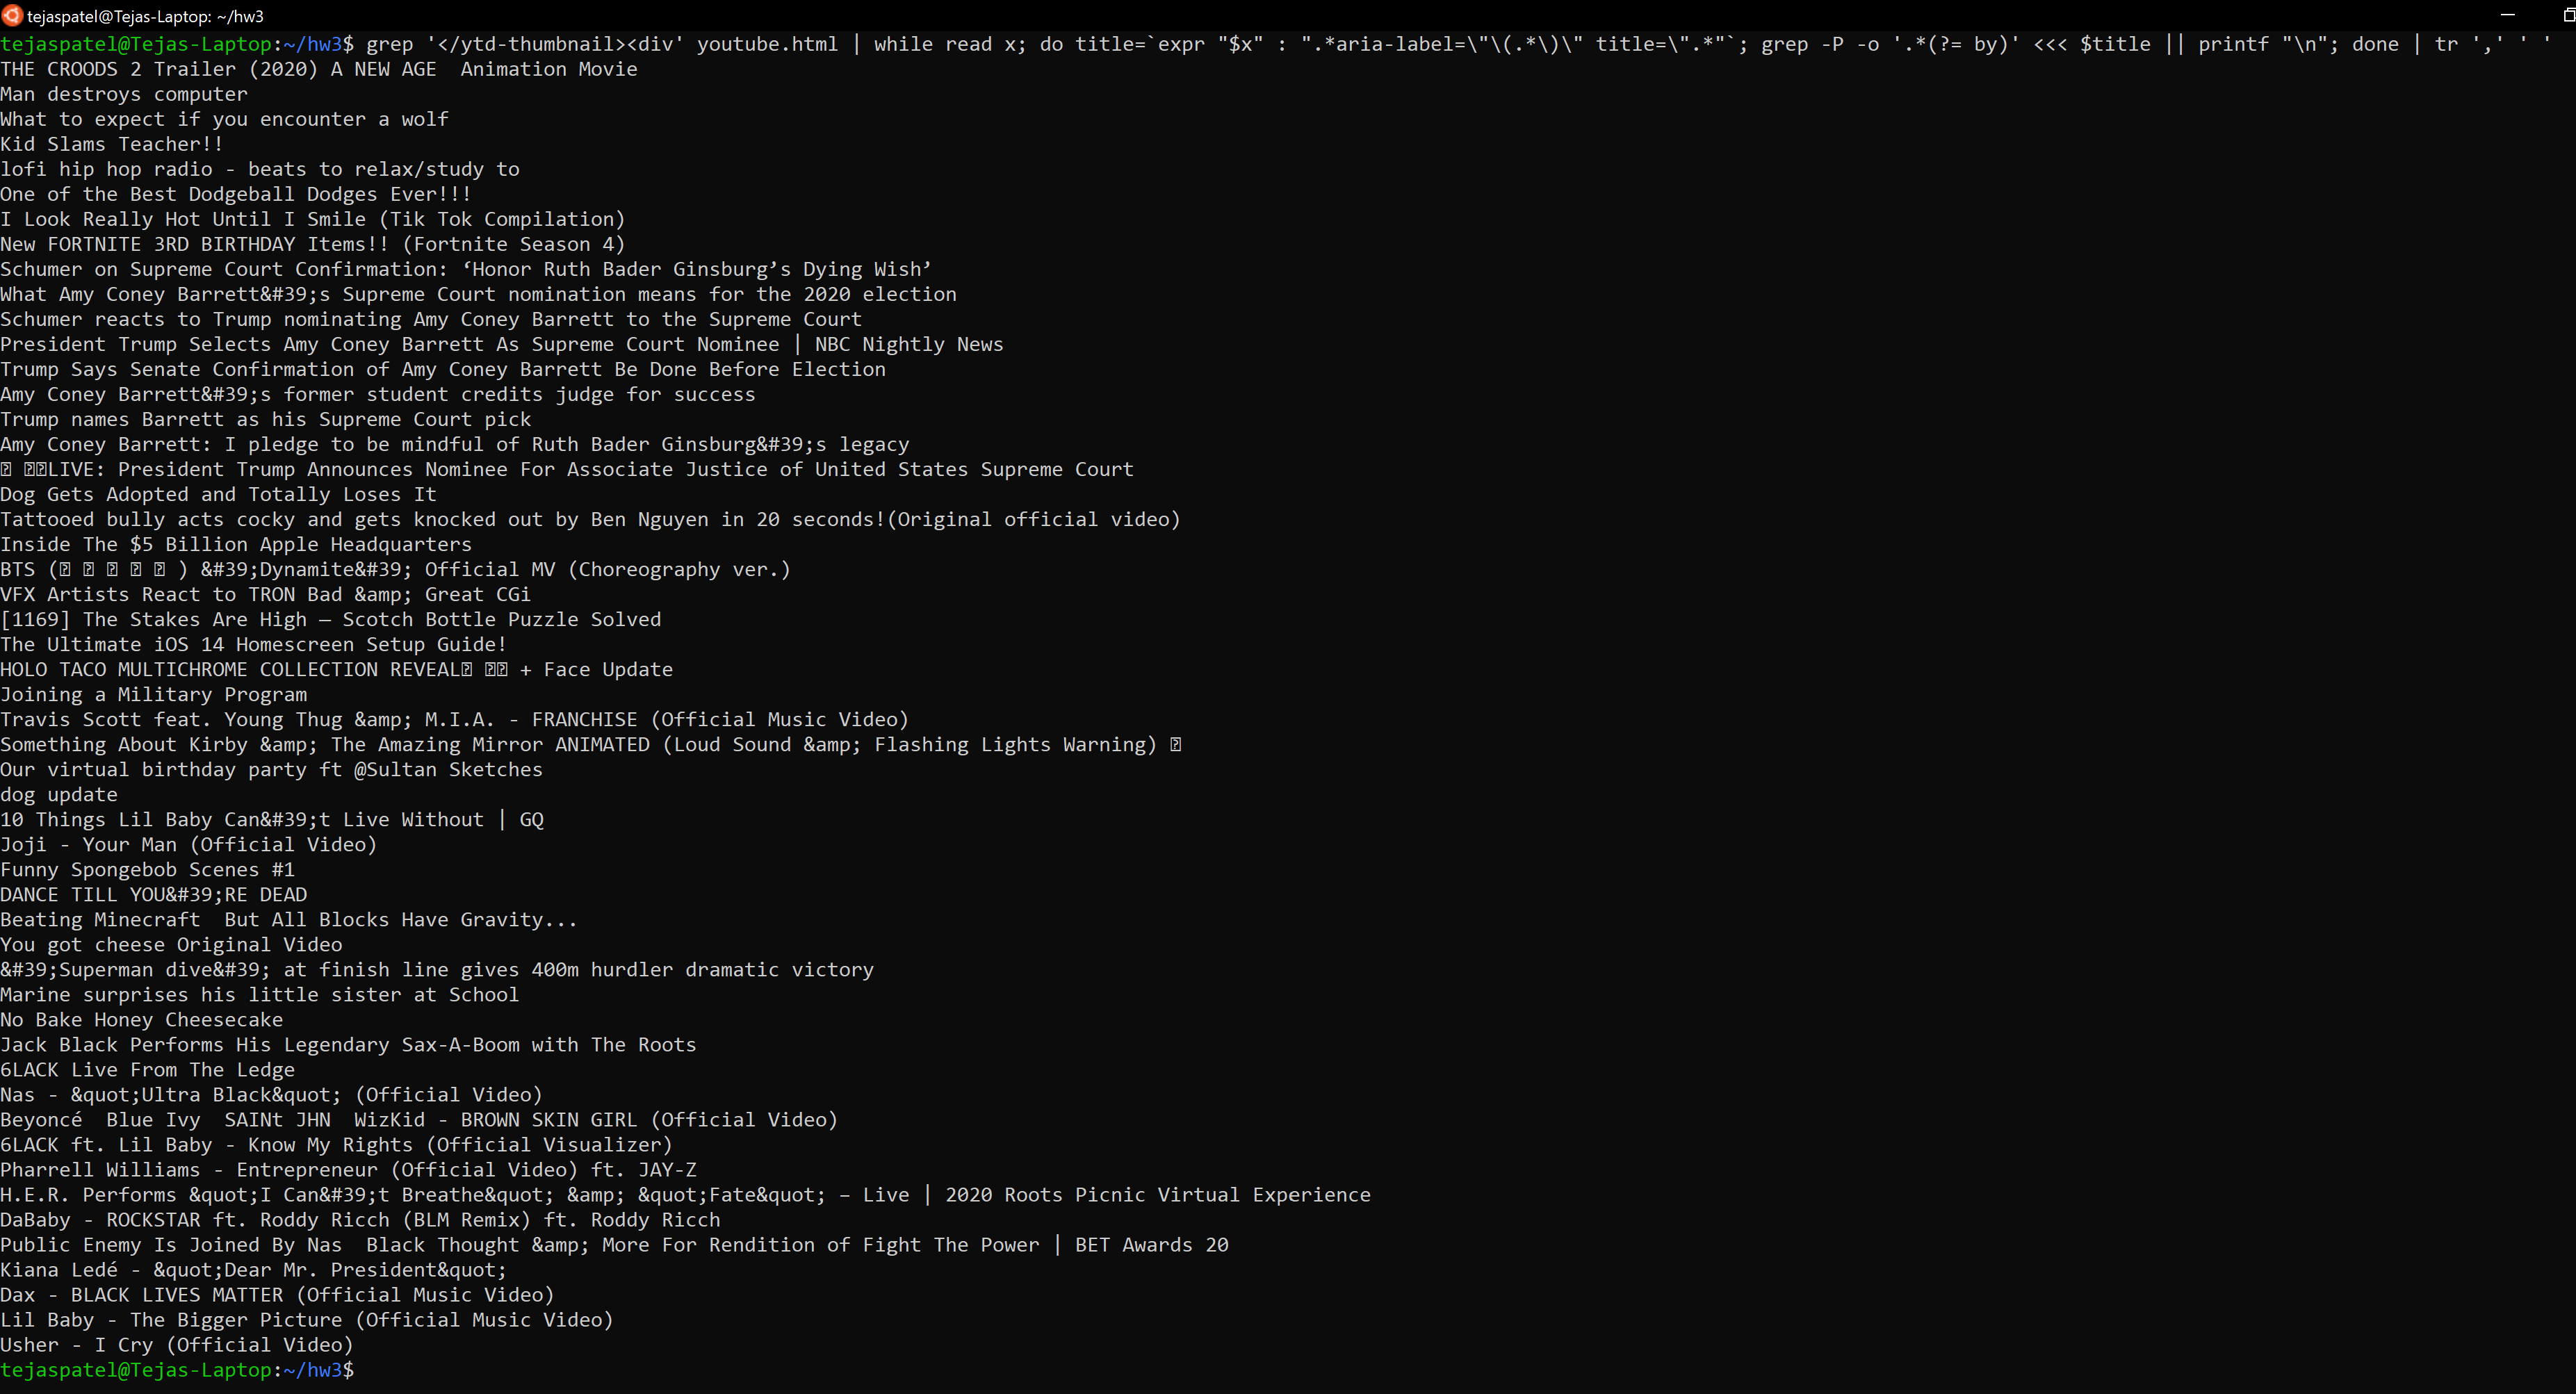 tejaspatel@Tejas-Laptop: ~/hw3
tejaspatel@Tejas-Laptop:~/hw3$ grep '</ytd-thumbnail><div' youtube.html | while read x; do title=`expr "$x" : ".*aria-label=\"\(.*\)\" title=\".*"`; grep -P -o '.*(?= by)' <<< $title || printf "\n"; done | tr ',' ' '
THE CROODS 2 Trailer (2020) A NEW AGE  Animation Movie
Man destroys computer
What to expect if you encounter a wolf
Kid Slams Teacher!!
lofi hip hop radio - beats to relax/study to
One of the Best Dodgeball Dodges Ever!!!
I Look Really Hot Until I Smile (Tik Tok Compilation)
New FORTNITE 3RD BIRTHDAY Items!! (Fortnite Season 4)
Schumer on Supreme Court Confirmation: ‘Honor Ruth Bader Ginsburg’s Dying Wish’
What Amy Coney Barrett&#39;s Supreme Court nomination means for the 2020 election
Schumer reacts to Trump nominating Amy Coney Barrett to the Supreme Court
President Trump Selects Amy Coney Barrett As Supreme Court Nominee | NBC Nightly News
Trump Says Senate Confirmation of Amy Coney Barrett Be Done Before Election
Amy Coney Barrett&#39;s former student credits judge for success
Trump names Barrett as his Supreme Court pick
Amy Coney Barrett: I pledge to be mindful of Ruth Bader Ginsburg&#39;s legacy
LIVE: President Trump Announces Nominee For Associate Justice of United States Supreme Court
Dog Gets Adopted and Totally Loses It
Tattooed bully acts cocky and gets knocked out by Ben Nguyen in 20 seconds!(Original official video)
Inside The $5 Billion Apple Headquarters
BTS ( ) &#39;Dynamite&#39; Official MV (Choreography ver.)
VFX Artists React to TRON Bad &amp; Great CGi
[1169] The Stakes Are High — Scotch Bottle Puzzle Solved
The Ultimate iOS 14 Homescreen Setup Guide!
HOLO TACO MULTICHROME COLLECTION REVEAL + Face Update
Joining a Military Program
Travis Scott feat. Young Thug &amp; M.I.A. - FRANCHISE (Official Music Video)
Something About Kirby &amp; The Amazing Mirror ANIMATED (Loud Sound &amp; Flashing Lights Warning)
Our virtual birthday party ft @Sultan Sketches
dog update
10 Things Lil Baby Can&#39;t Live Without | GQ
Joji - Your Man (Official Video)
Funny Spongebob Scenes #1
DANCE TILL YOU&#39;RE DEAD
Beating Minecraft  But All Blocks Have Gravity...
You got cheese Original Video
&#39;Superman dive&#39; at finish line gives 400m hurdler dramatic victory
Marine surprises his little sister at School
No Bake Honey Cheesecake
Jack Black Performs His Legendary Sax-A-Boom with The Roots
6LACK Live From The Ledge
Nas - &quot;Ultra Black&quot; (Official Video)
Beyoncé  Blue Ivy  SAINt JHN  WizKid - BROWN SKIN GIRL (Official Video)
6LACK ft. Lil Baby - Know My Rights (Official Visualizer)
Pharrell Williams - Entrepreneur (Official Video) ft. JAY-Z
H.E.R. Performs &quot;I Can&#39;t Breathe&quot; &amp; &quot;Fate&quot; – Live | 2020 Roots Picnic Virtual Experience
DaBaby - ROCKSTAR ft. Roddy Ricch (BLM Remix) ft. Roddy Ricch
Public Enemy Is Joined By Nas  Black Thought &amp; More For Rendition of Fight The Power | BET Awards 20
Kiana Ledé - &quot;Dear Mr. President&quot;
Dax - BLACK LIVES MATTER (Official Music Video)
Lil Baby - The Bigger Picture (Official Music Video)
Usher - I Cry (Official Video)
tejaspatel@Tejas-Laptop:~/hw3$